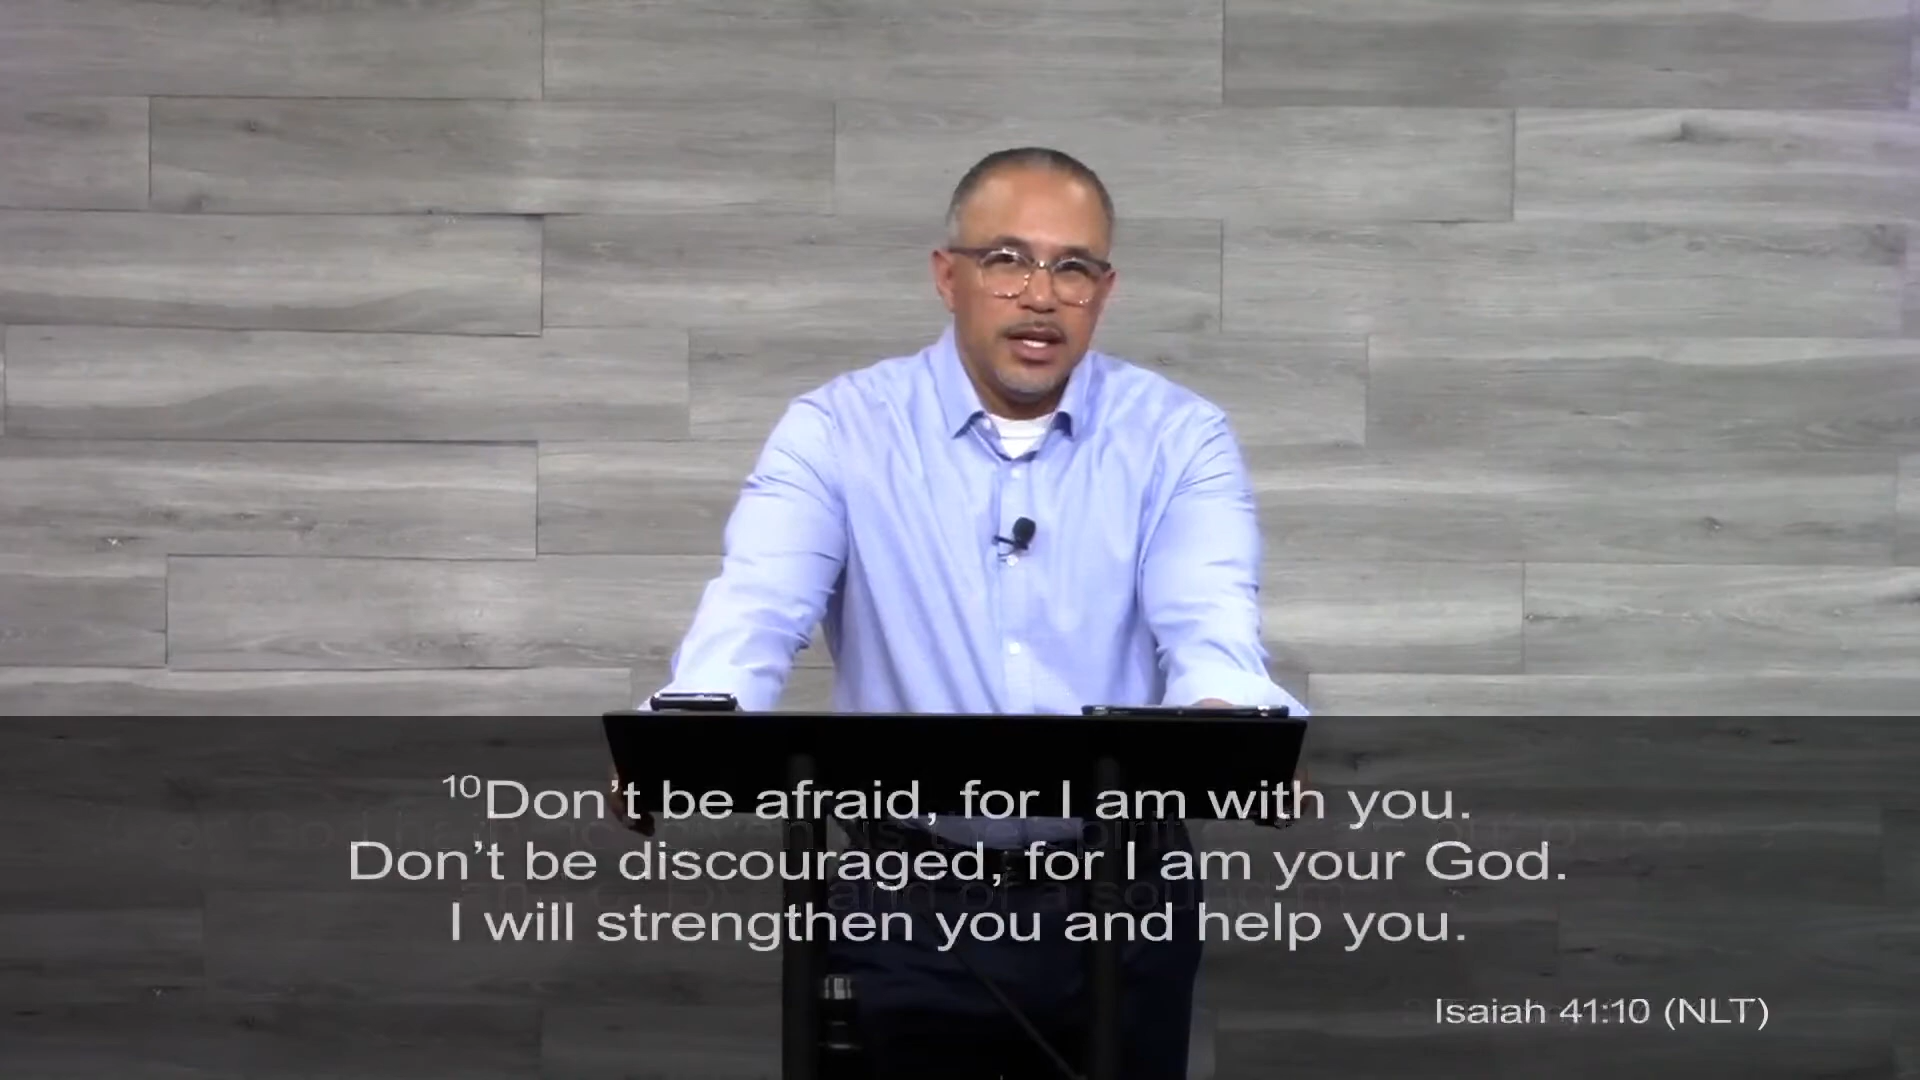 ¹⁰Don’t be afraid, for I am with you.
Don’t be discouraged, for I am your God.
I will strengthen you and help you.
Isaiah 41:10 (NLT)